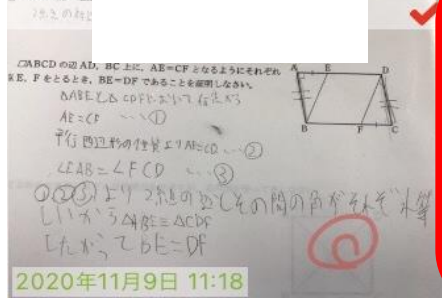 ▱ABCDの辺AD、BC上に、AE=CFとなるようにそれぞれ
点E、Fをとるとき、BE=DFであることを証明しなさい。
A E D
B F C
△ABEと△CDFにおいて仮定から
AE=CF …①
平行四辺形の性質よりAB=CD …②
∠EAB=∠FCD …③
①②③より2組の辺とその間の角がそれぞれ等
しいから△ABE≡△CDF
したがってBE=DF
2020年11月9日 11:18